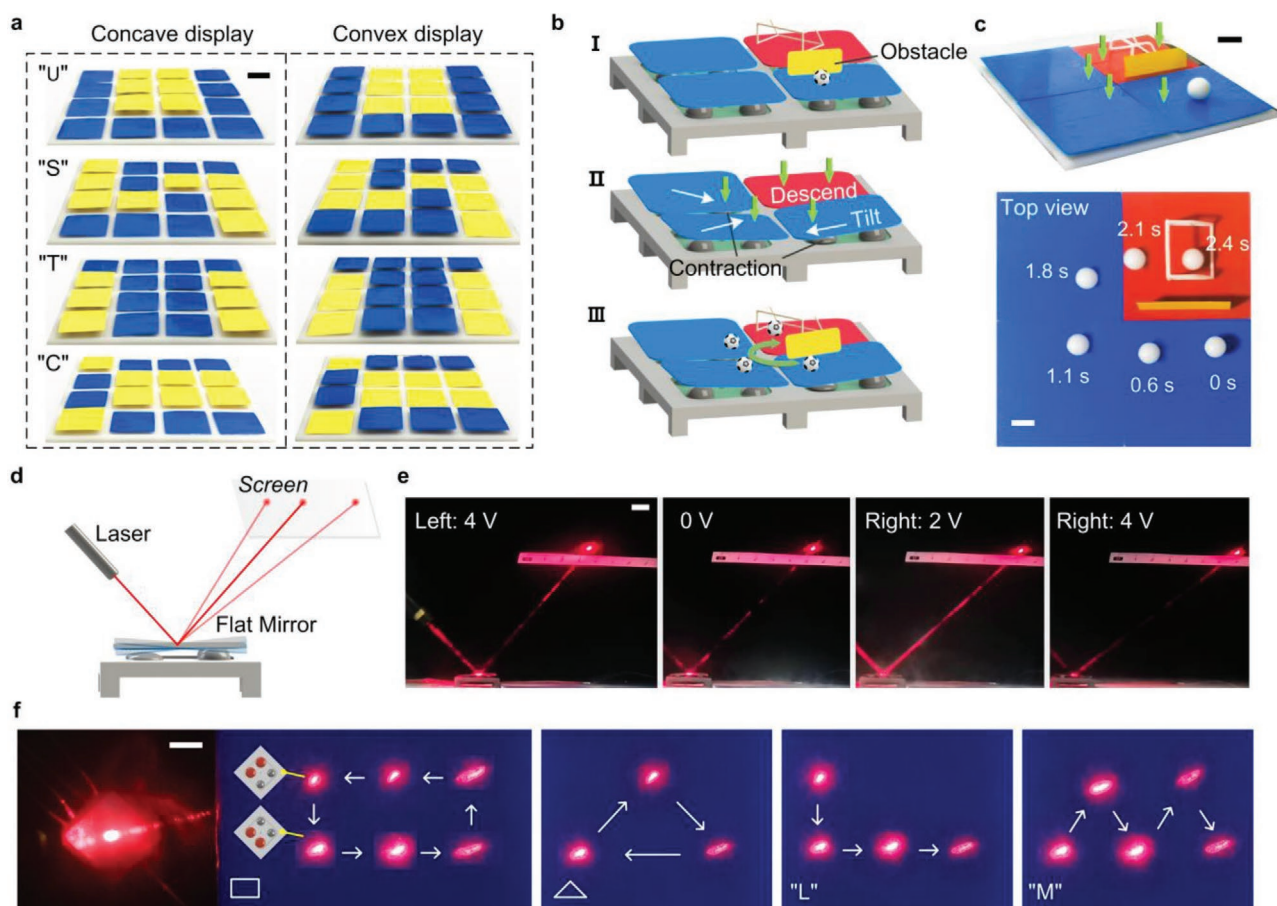 a
Concave display
Convex display
"U"
"S"
"T"
"C"
b
I
Obstacle
II
Descend
Tilt
Contraction
III
c
Top view
2.1 s
2.4 s
1.8 s
1.1 s
0.6 s
0 s
d
Screen
Laser
Flat Mirror
e
Left: 4 V
0 V
Right: 2 V
Right: 4 V
f
"L"
"M"